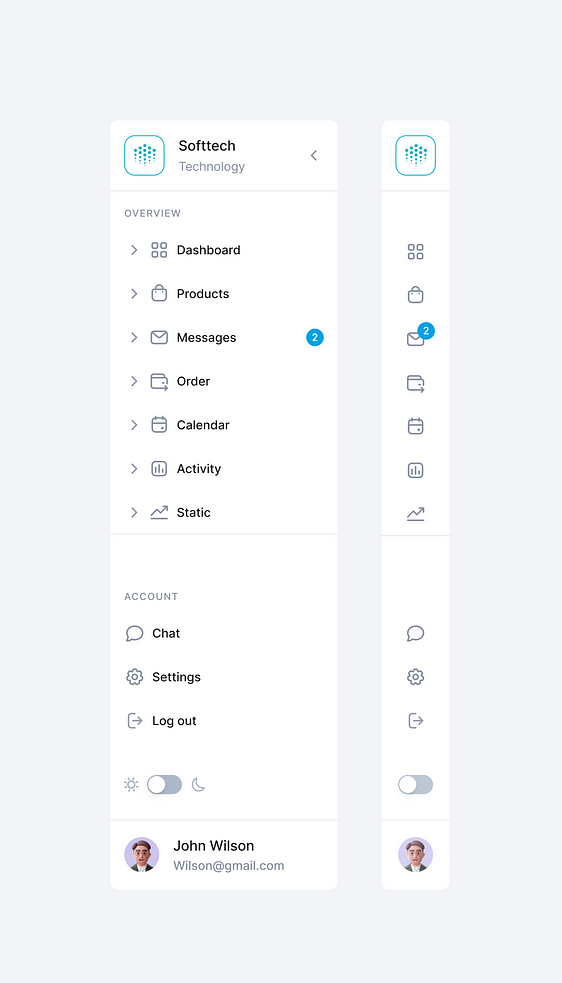 Softtech
Technology
OVERVIEW
Dashboard
Products
Messages 2
Order
Calendar
Activity
Static
ACCOUNT
Chat
Settings
Log out
John Wilson
Wilson@gmail.com
2